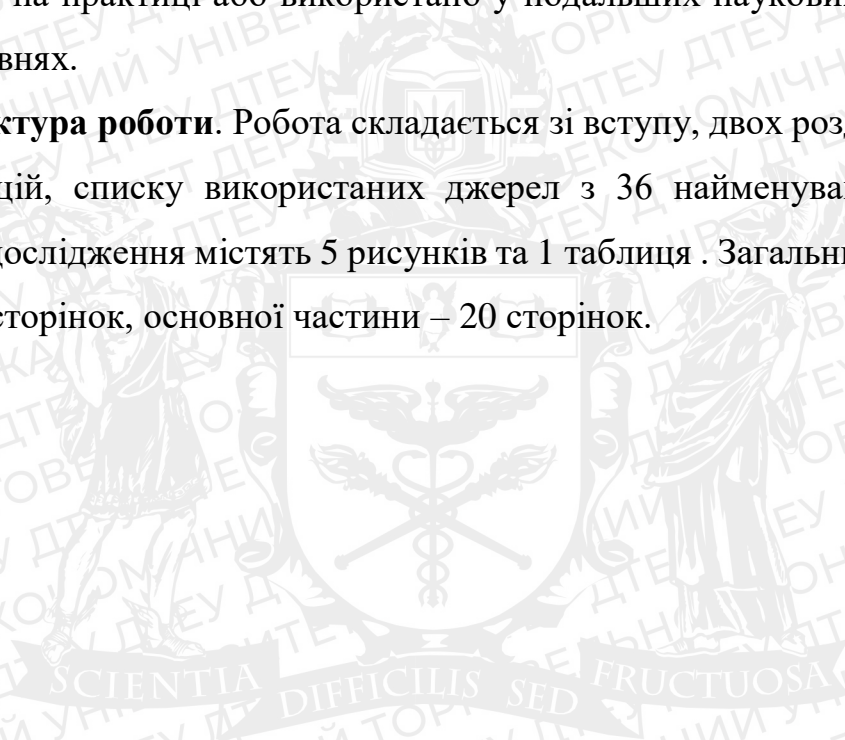 на практиці або використано у подальших наукови
внях.
ктура роботи. Робота складається зі вступу, двох роз
цій, списку використаних джерел з 36 найменува
дослідження містять 5 рисунків та 1 таблиця . Загальн
сторінок, основної частини – 20 сторінок.
SCIENTIA DIFFICILIS SED FRUCTUOSA